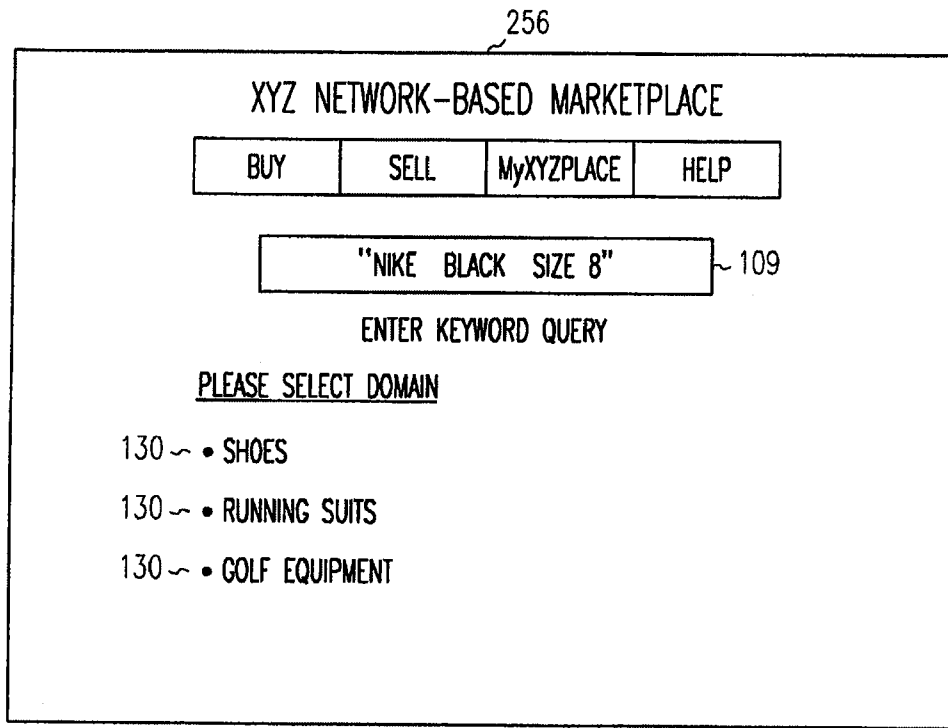 256
XYZ NETWORK-BASED MARKETPLACE
BUY SELL MyXYZPLACE HELP
"NIKE BLACK SIZE 8" 109
ENTER KEYWORD QUERY
PLEASE SELECT DOMAIN
130 • SHOES
130 • RUNNING SUITS
130 • GOLF EQUIPMENT